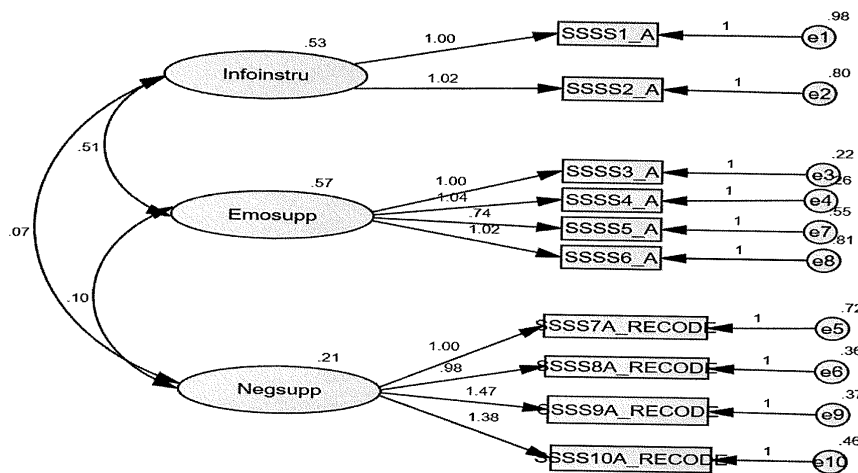 .98
.53
1.00
SSSS1_A
1
e1
Infoinstru
.80
1.02
SSSS2_A
1
e2
.51
.22
.57
1.00
SSSS3_A
1
e3
.26
1.04
SSSS4_A
1
e4
Emosupp
.55
.74
SSSS5_A
1
e7
.81
1.02
SSSS6_A
1
e8
.07
.10
.72
.21
1.00
SSSS7A_RECODE
1
e5
.36
.98
SSSS8A_RECODE
1
e6
Negsupp
.37
1.47
SSSS9A_RECODE
1
e9
.46
1.38
SSSS10A_RECODE
1
e10